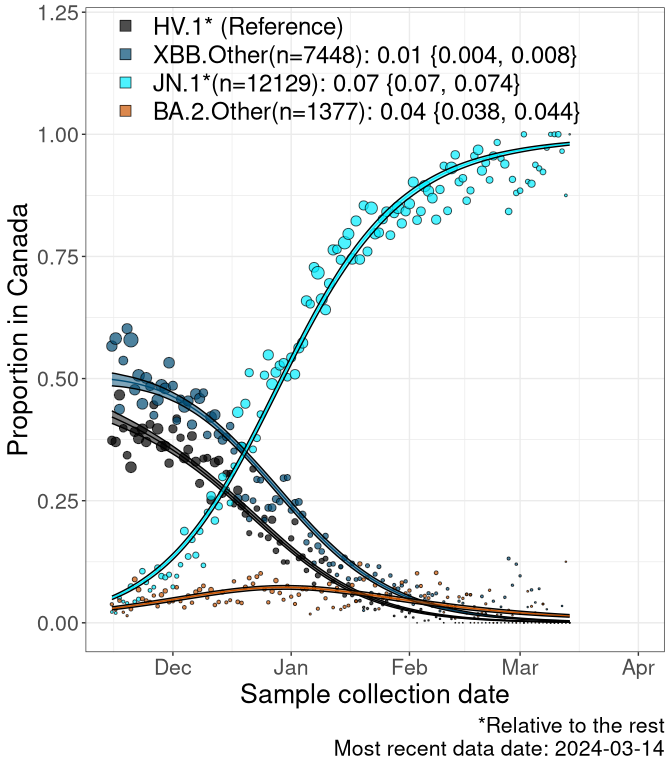 1.25
HV.1* (Reference)
XBB.Other(n=7448): 0.01 {0.004, 0.008}
JN.1*(n=12129): 0.07 {0.07, 0.074}
BA.2.Other(n=1377): 0.04 {0.038, 0.044}
1.00
0.75
0.50
0.25
0.00
Proportion in Canada
Dec Jan Feb Mar Apr
Sample collection date
*Relative to the rest
Most recent data date: 2024-03-14